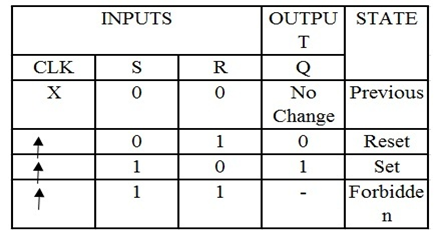 INPUTS OUTPU STATE
T
CLK S R Q
X 0 0 No Previous
Change
0 1 0 Reset
1 0 1 Set
1 1 - Forbidde
n